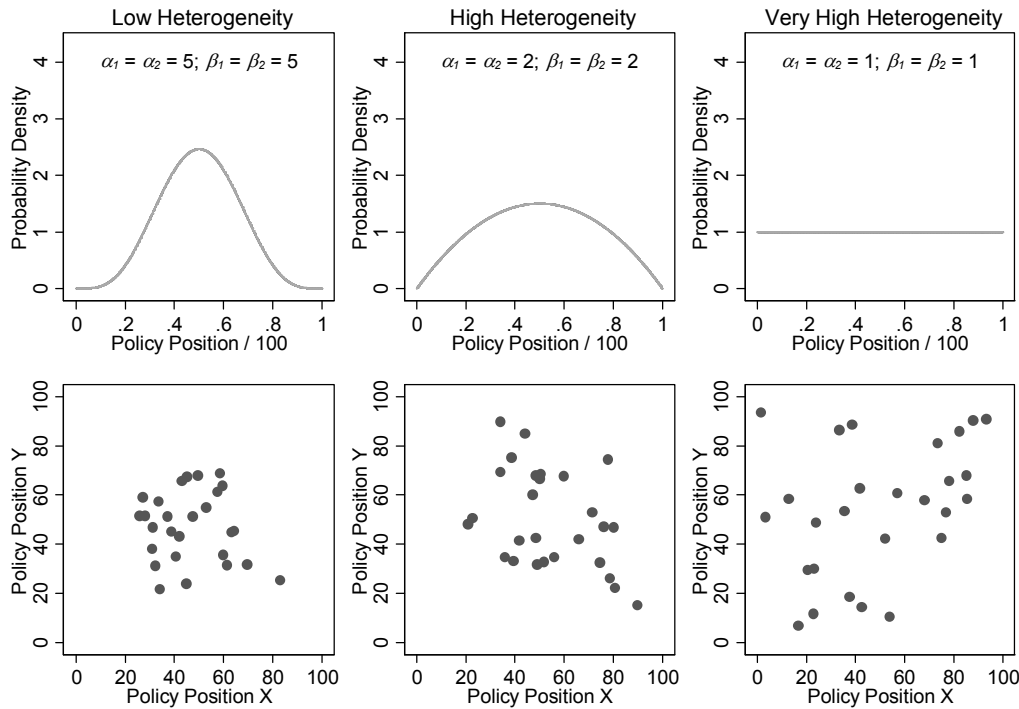 Low Heterogeneity
α1 = α2 = 5; β1 = β2 = 5
Probability Density
4
3
2
1
0
0 .2 .4 .6 .8 1
Policy Position / 100
High Heterogeneity
α1 = α2 = 2; β1 = β2 = 2
Probability Density
4
3
2
1
0
0 .2 .4 .6 .8 1
Policy Position / 100
Very High Heterogeneity
α1 = α2 = 1; β1 = β2 = 1
Probability Density
4
3
2
1
0
0 .2 .4 .6 .8 1
Policy Position / 100
Policy Position Y
100
80
60
40
20
0
0 20 40 60 80 100
Policy Position X
Policy Position Y
100
80
60
40
20
0
0 20 40 60 80 100
Policy Position X
Policy Position Y
100
80
60
40
20
0
0 20 40 60 80 100
Policy Position X